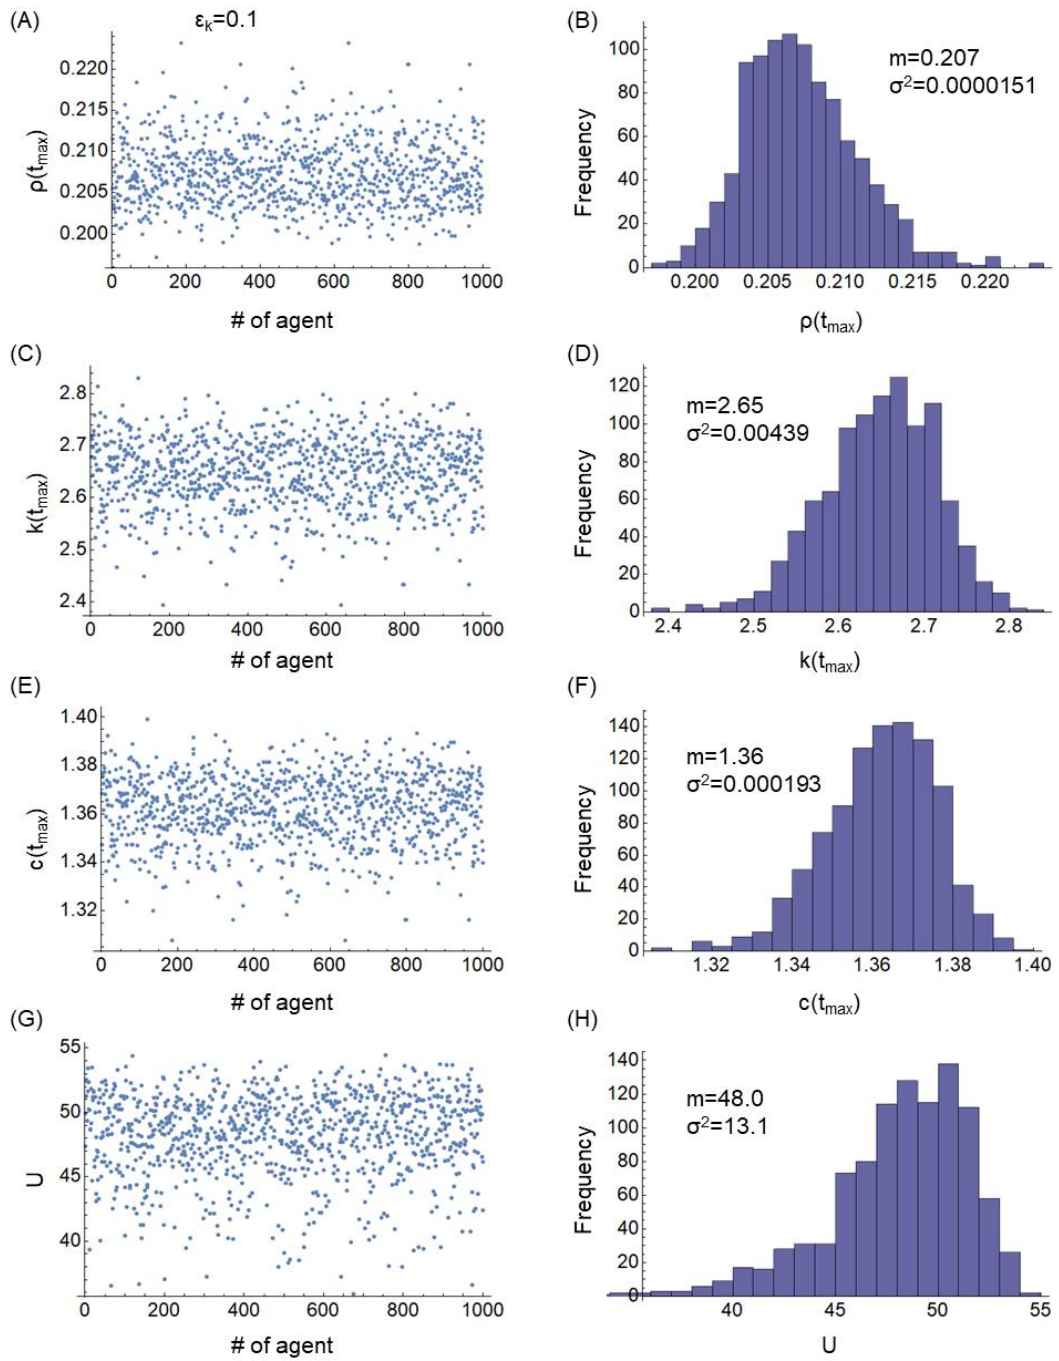 (A)
εk=0.1
0.220
0.215
0.210
0.205
0.200
ρ(tmax)
0 200 400 600 800 1000
# of agent
(B)
m=0.207
σ2=0.0000151
100
80
60
40
20
0
Frequency
0.200 0.205 0.210 0.215 0.220
ρ(tmax)
(C)
2.8
2.7
2.6
2.5
2.4
k(tmax)
0 200 400 600 800 1000
# of agent
(D)
m=2.65
σ2=0.00439
120
100
80
60
40
20
0
Frequency
2.4 2.5 2.6 2.7 2.8
k(tmax)
(E)
1.40
1.38
1.36
1.34
1.32
c(tmax)
0 200 400 600 800 1000
# of agent
(F)
m=1.36
σ2=0.000193
140
120
100
80
60
40
20
0
Frequency
1.32 1.34 1.36 1.38 1.40
c(tmax)
(G)
55
50
45
40
U
0 200 400 600 800 1000
# of agent
(H)
m=48.0
σ2=13.1
140
120
100
80
60
40
20
0
Frequency
40 45 50 55
U